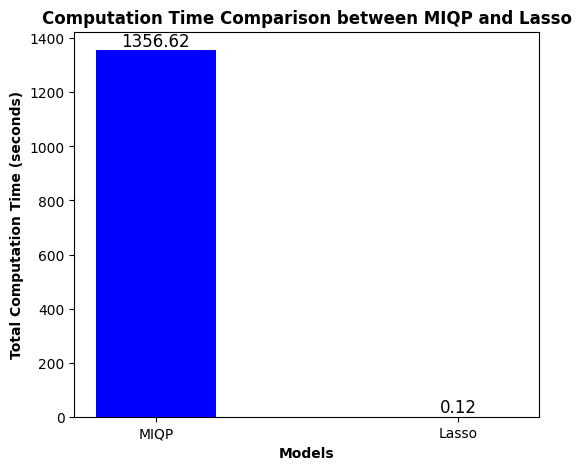 Computation Time Comparison between MIQP and Lasso
1356.62
1400
1200
1000
800
600
400
200
0
Total Computation Time (seconds)
0.12
MIQP
Lasso
Models